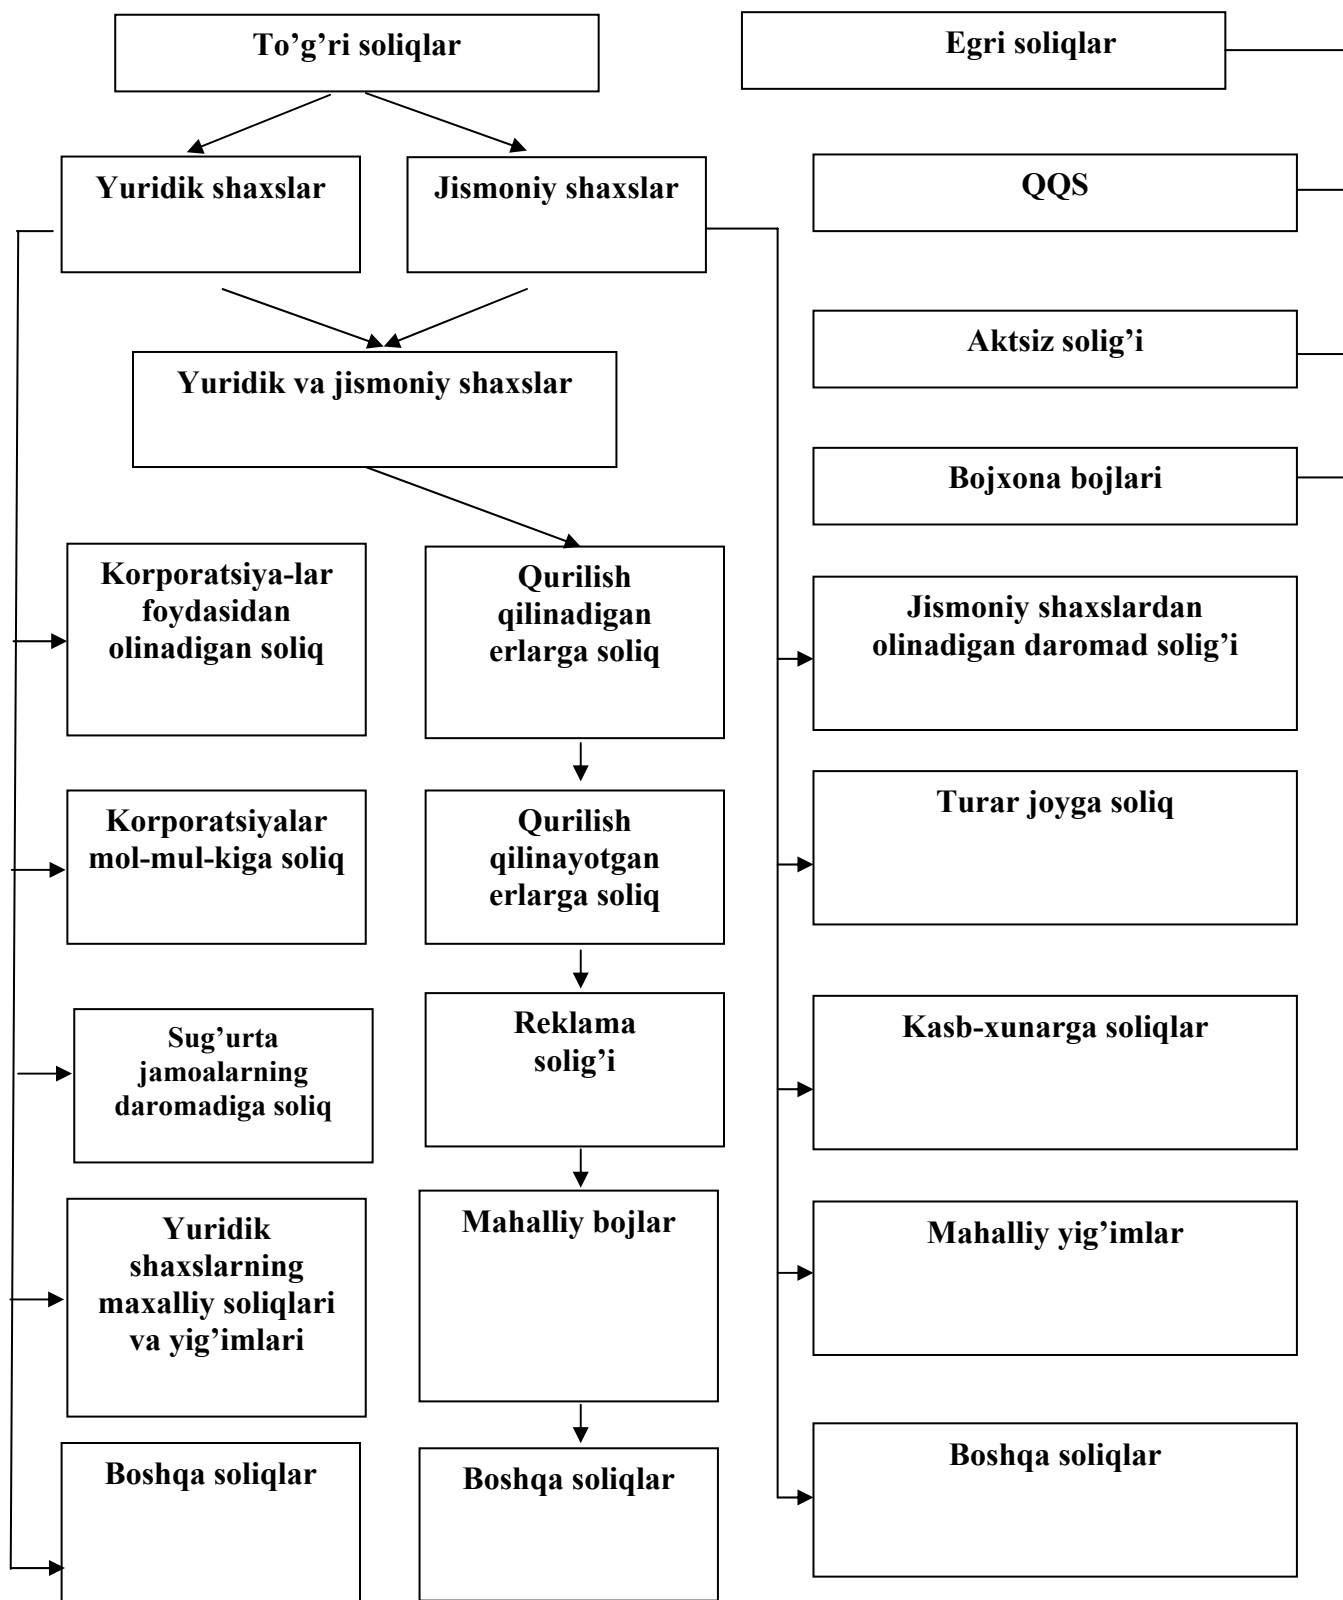 To’g’ri soliqlar
Egri soliqlar
Yuridik shaxslar
Jismoniy shaxslar
QQS
Aktsiz solig’i
Yuridik va jismoniy shaxslar
Bojxona bojlari
Korporatsiya-lar
foydasidan
olinadigan soliq
Qurilish
qilinadigan
erlarga soliq
Jismoniy shaxslardan
olinadigan daromad solig’i
Korporatsiyalar
mol-mul-kiga soliq
Qurilish
qilinayotgan
erlarga soliq
Turar joyga soliq
Sug’urta
jamoalarning
daromadiga soliq
Reklama
solig’i
Kasb-xunarga soliqlar
Yuridik
shaxslarning
maxalliy soliqlari
va yig’imlari
Mahalliy bojlar
Mahalliy yig’imlar
Boshqa soliqlar
Boshqa soliqlar
Boshqa soliqlar